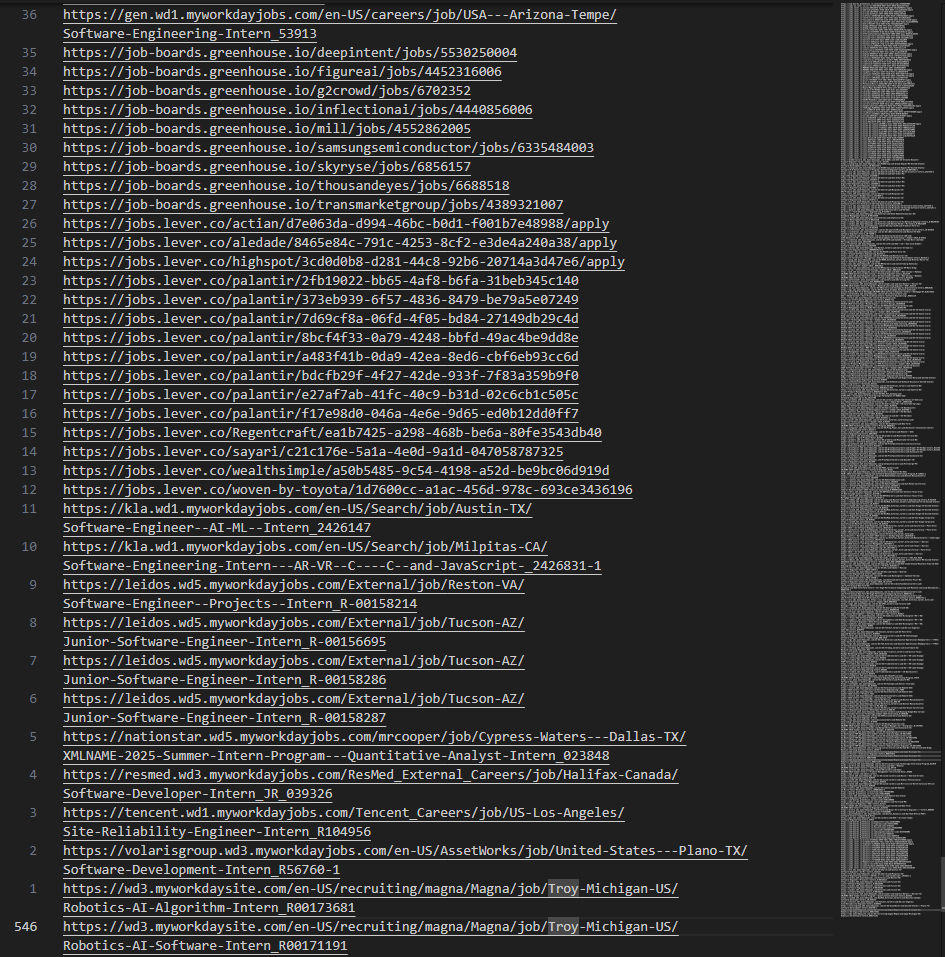 36 https://gen.wd1.myworkdayjobs.com/en-US/careers/job/USA---Arizona-Tempe/
Software-Engineering-Intern_53913
35 https://job-boards.greenhouse.io/deepintent/jobs/5530250004
34 https://job-boards.greenhouse.io/figureai/jobs/4452316006
33 https://job-boards.greenhouse.io/g2crowd/jobs/6702352
32 https://job-boards.greenhouse.io/inflectionai/jobs/4440856006
31 https://job-boards.greenhouse.io/mill/jobs/4552862005
30 https://job-boards.greenhouse.io/samsungsemiconductor/jobs/6335484003
29 https://job-boards.greenhouse.io/skyryse/jobs/6856157
28 https://job-boards.greenhouse.io/thousandeyes/jobs/6688518
27 https://job-boards.greenhouse.io/transmarketgroup/jobs/4389321007
26 https://jobs.lever.co/actian/d7e063da-d994-46bc-b0d1-f001b7e48988/apply
25 https://jobs.lever.co/aledade/8465e84c-791c-4253-8cf2-e3de4a240a38/apply
24 https://jobs.lever.co/highspot/3cd0d0b8-d281-44c8-92b6-20714a3d47e6/apply
23 https://jobs.lever.co/palantir/2fb19022-bb65-4af8-b6fa-31beb345c140
22 https://jobs.lever.co/palantir/373eb939-6f57-4836-8479-be79a5e07249
21 https://jobs.lever.co/palantir/7d69cf8a-06fd-4f05-bd84-27149db29c4d
20 https://jobs.lever.co/palantir/8bcf4f33-0a79-4248-bbfd-49ac4be9dd8e
19 https://jobs.lever.co/palantir/a483f41b-0da9-42ea-8ed6-cbf6eb93cc6d
18 https://jobs.lever.co/palantir/bdcfb29f-4f27-42de-933f-7f83a359b9f0
17 https://jobs.lever.co/palantir/e27af7ab-41fc-40c9-b31d-02c6cb1c505c
16 https://jobs.lever.co/palantir/f17e98d0-046a-4e6e-9d65-ed0b12dd0ff7
15 https://jobs.lever.co/Regentcraft/ea1b7425-a298-468b-be6a-80fe3543db40
14 https://jobs.lever.co/sayari/c21c176e-5a1a-4e0d-9a1d-047058787325
13 https://jobs.lever.co/wealthsimple/a50b5485-9c54-4198-a52d-be9bc06d919d
12 https://jobs.lever.co/woven-by-toyota/1d7600cc-a1ac-456d-978c-693ce3436196
11 https://kla.wd1.myworkdayjobs.com/en-US/Search/job/Austin-TX/
Software-Engineer--AI-ML--Intern_2426147
10 https://kla.wd1.myworkdayjobs.com/en-US/Search/job/Milpitas-CA/
Software-Engineering-Intern---AR-VR--C----C--and-JavaScript-_2426831-1
9 https://leidos.wd5.myworkdayjobs.com/External/job/Reston-VA/
Software-Engineer--Projects--Intern_R-00158214
8 https://leidos.wd5.myworkdayjobs.com/External/job/Tucson-AZ/
Junior-Software-Engineer-Intern_R-00156695
7 https://leidos.wd5.myworkdayjobs.com/External/job/Tucson-AZ/
Junior-Software-Engineer-Intern_R-00158286
6 https://leidos.wd5.myworkdayjobs.com/External/job/Tucson-AZ/
Junior-Software-Engineer-Intern_R-00158287
5 https://nationstar.wd5.myworkdayjobs.com/mrcooper/job/Cypress-Waters---Dallas-TX/
XMLNAME-2025-Summer-Intern-Program---Quantitative-Analyst-Intern_023848
4 https://resmed.wd3.myworkdayjobs.com/ResMed_External_Careers/job/Halifax-Canada/
Software-Developer-Intern_JR_039326
3 https://tencent.wd1.myworkdayjobs.com/Tencent_Careers/job/US-Los-Angeles/
Site-Reliability-Engineer-Intern_R104956
2 https://volarisgroup.wd3.myworkdayjobs.com/en-US/AssetWorks/job/United-States---Plano-TX/
Software-Development-Intern_R56760-1
1 https://wd3.myworkdaysite.com/en-US/recruiting/magna/Magna/job/Troy-Michigan-US/
Robotics-AI-Algorithm-Intern_R00173681
546 https://wd3.myworkdaysite.com/en-US/recruiting/magna/Magna/job/Troy-Michigan-US/
Robotics-AI-Software-Intern_R00171191